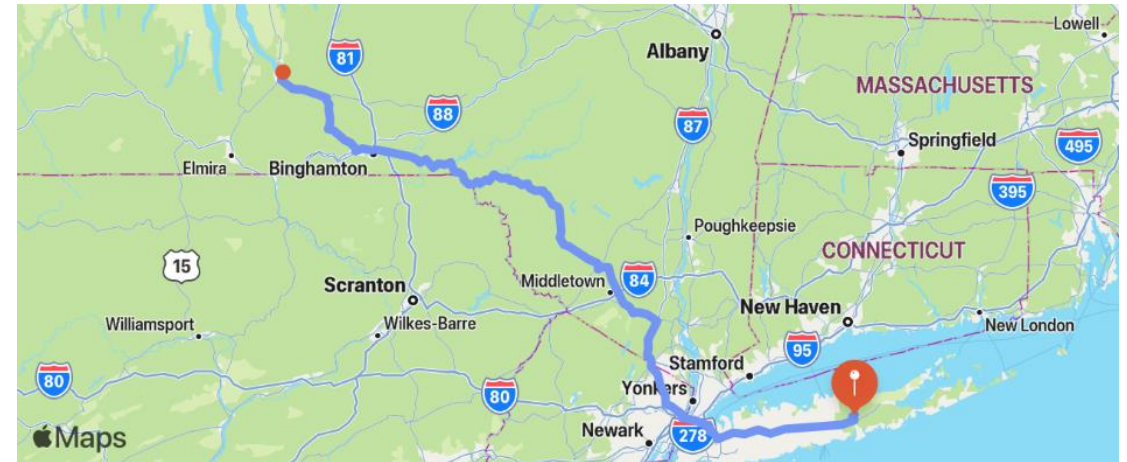 Lowell
Albany
81
MASSACHUSETTS
88
87
Springfield
495
Elmira
Binghamton
395
Poughkeepsie
CONNECTICUT
15
Scranton
Middletown
84
New Haven
Williamsport
Wilkes-Barre
New London
95
Stamford
80
80
Yonkers
Newark
278
Maps